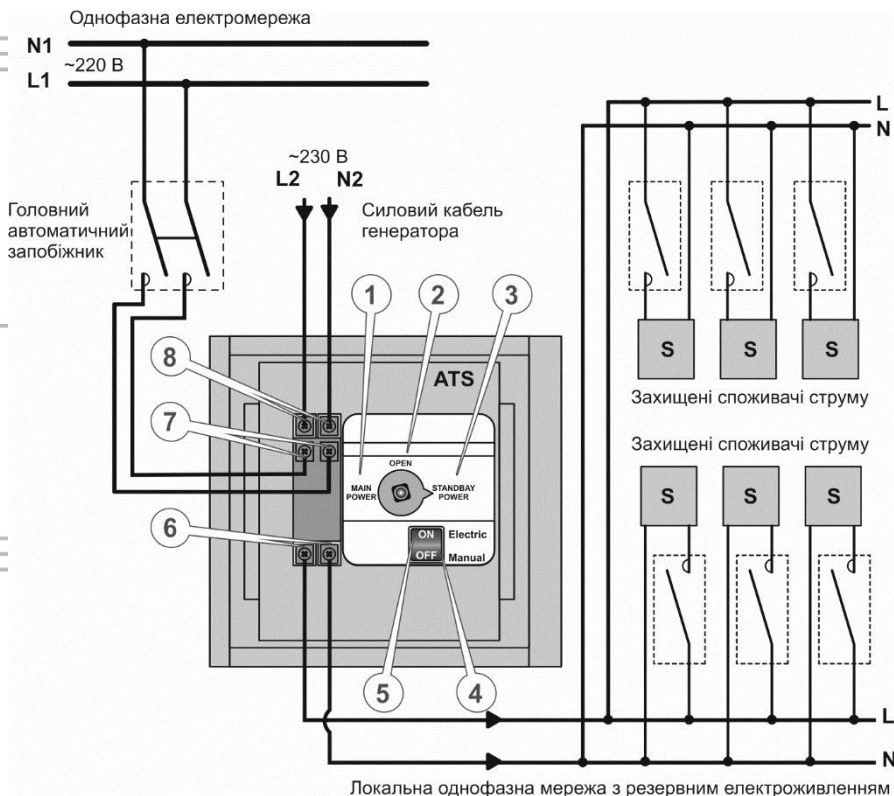 Однофазна електромережа
N1
~220 В
L1
~230 В
L2 N2
Головний
автоматичний
запобіжник
Силовий кабель
генератора
L
N
1 2 3
8
7
6
5 4
ATS
OPEN
MAIN
POWER
STANDBAY
POWER
ON Electric
OFF Manual
S S S
Захищені споживачі струму
Захищені споживачі струму
S S S
L
N
Локальна однофазна мережа з резервним електроживленням